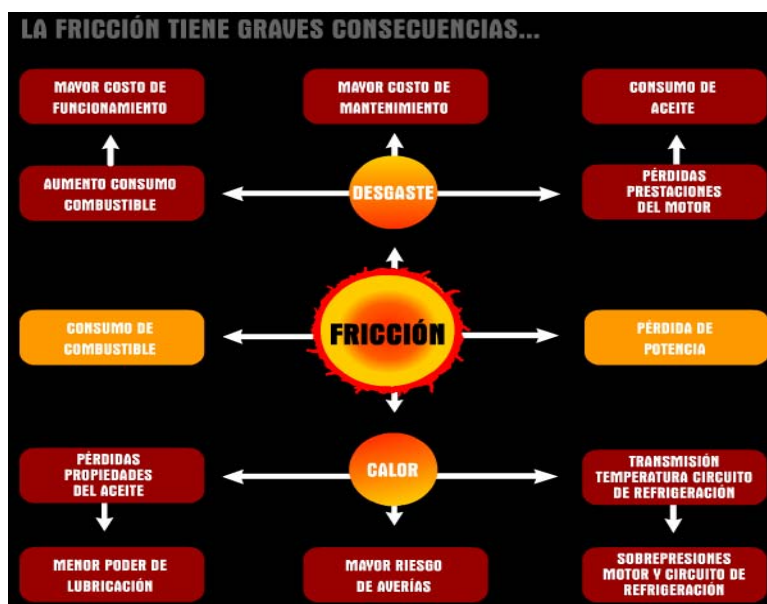 LA FRICCIÓN TIENE GRAVES CONSECUENCIAS...
MAYOR COSTO DE
FUNCIONAMIENTO
MAYOR COSTO DE
MANTENIMIENTO
CONSUMO DE
ACEITE
AUMENTO CONSUMO
COMBUSTIBLE
DESGASTE
PÉRDIDAS
PRESTACIONES
DEL MOTOR
CONSUMO DE
COMBUSTIBLE
FRICCIÓN
PÉRDIDA DE
POTENCIA
PÉRDIDAS
PROPIEDADES
DEL ACEITE
CALOR
TRANSMISIÓN
TEMPERATURA CIRCUITO
DE REFRIGERACIÓN
MENOR PODER DE
LUBRICACIÓN
MAYOR RIESGO
DE AVERÍAS
SOBREPRESIONES
MOTOR Y CIRCUITO DE
REFRIGERACIÓN